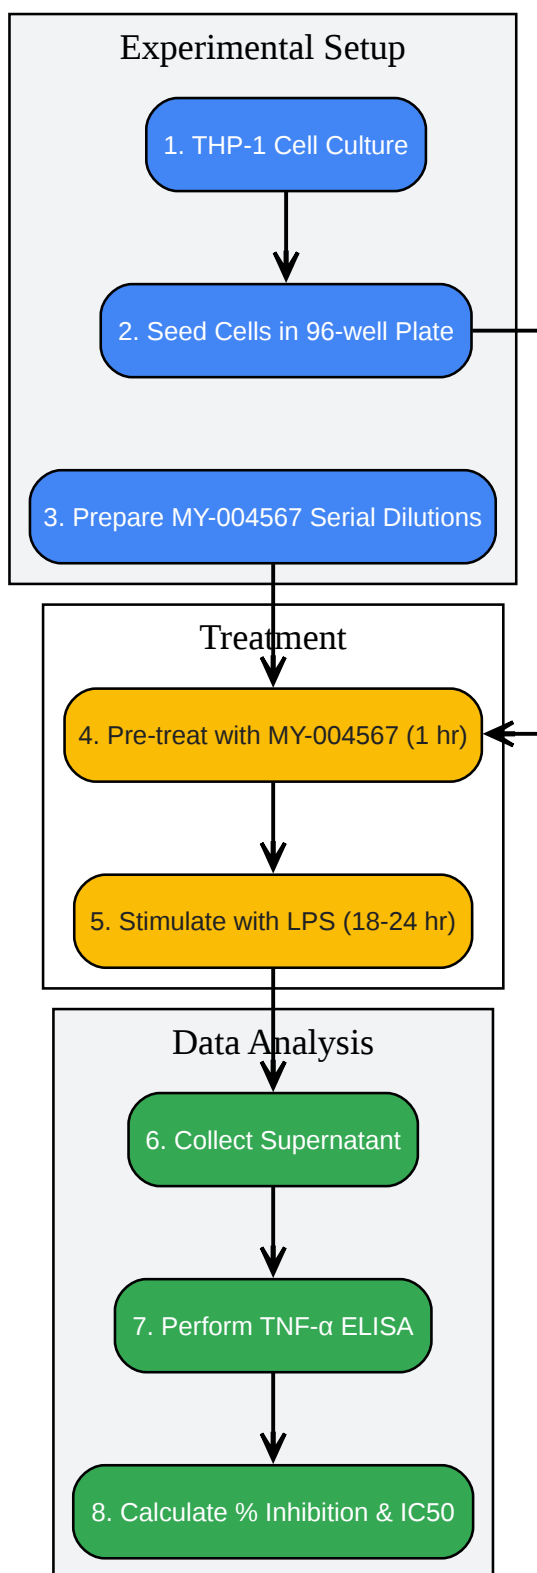 Experimental Setup
1. THP-1 Cell Culture
2. Seed Cells in 96-well Plate
3. Prepare MY-004567 Serial Dilutions
Treatment
4. Pre-treat with MY-004567 (1 hr)
5. Stimulate with LPS (18-24 hr)
Data Analysis
6. Collect Supernatant
7. Perform TNF-α ELISA
8. Calculate % Inhibition & IC50